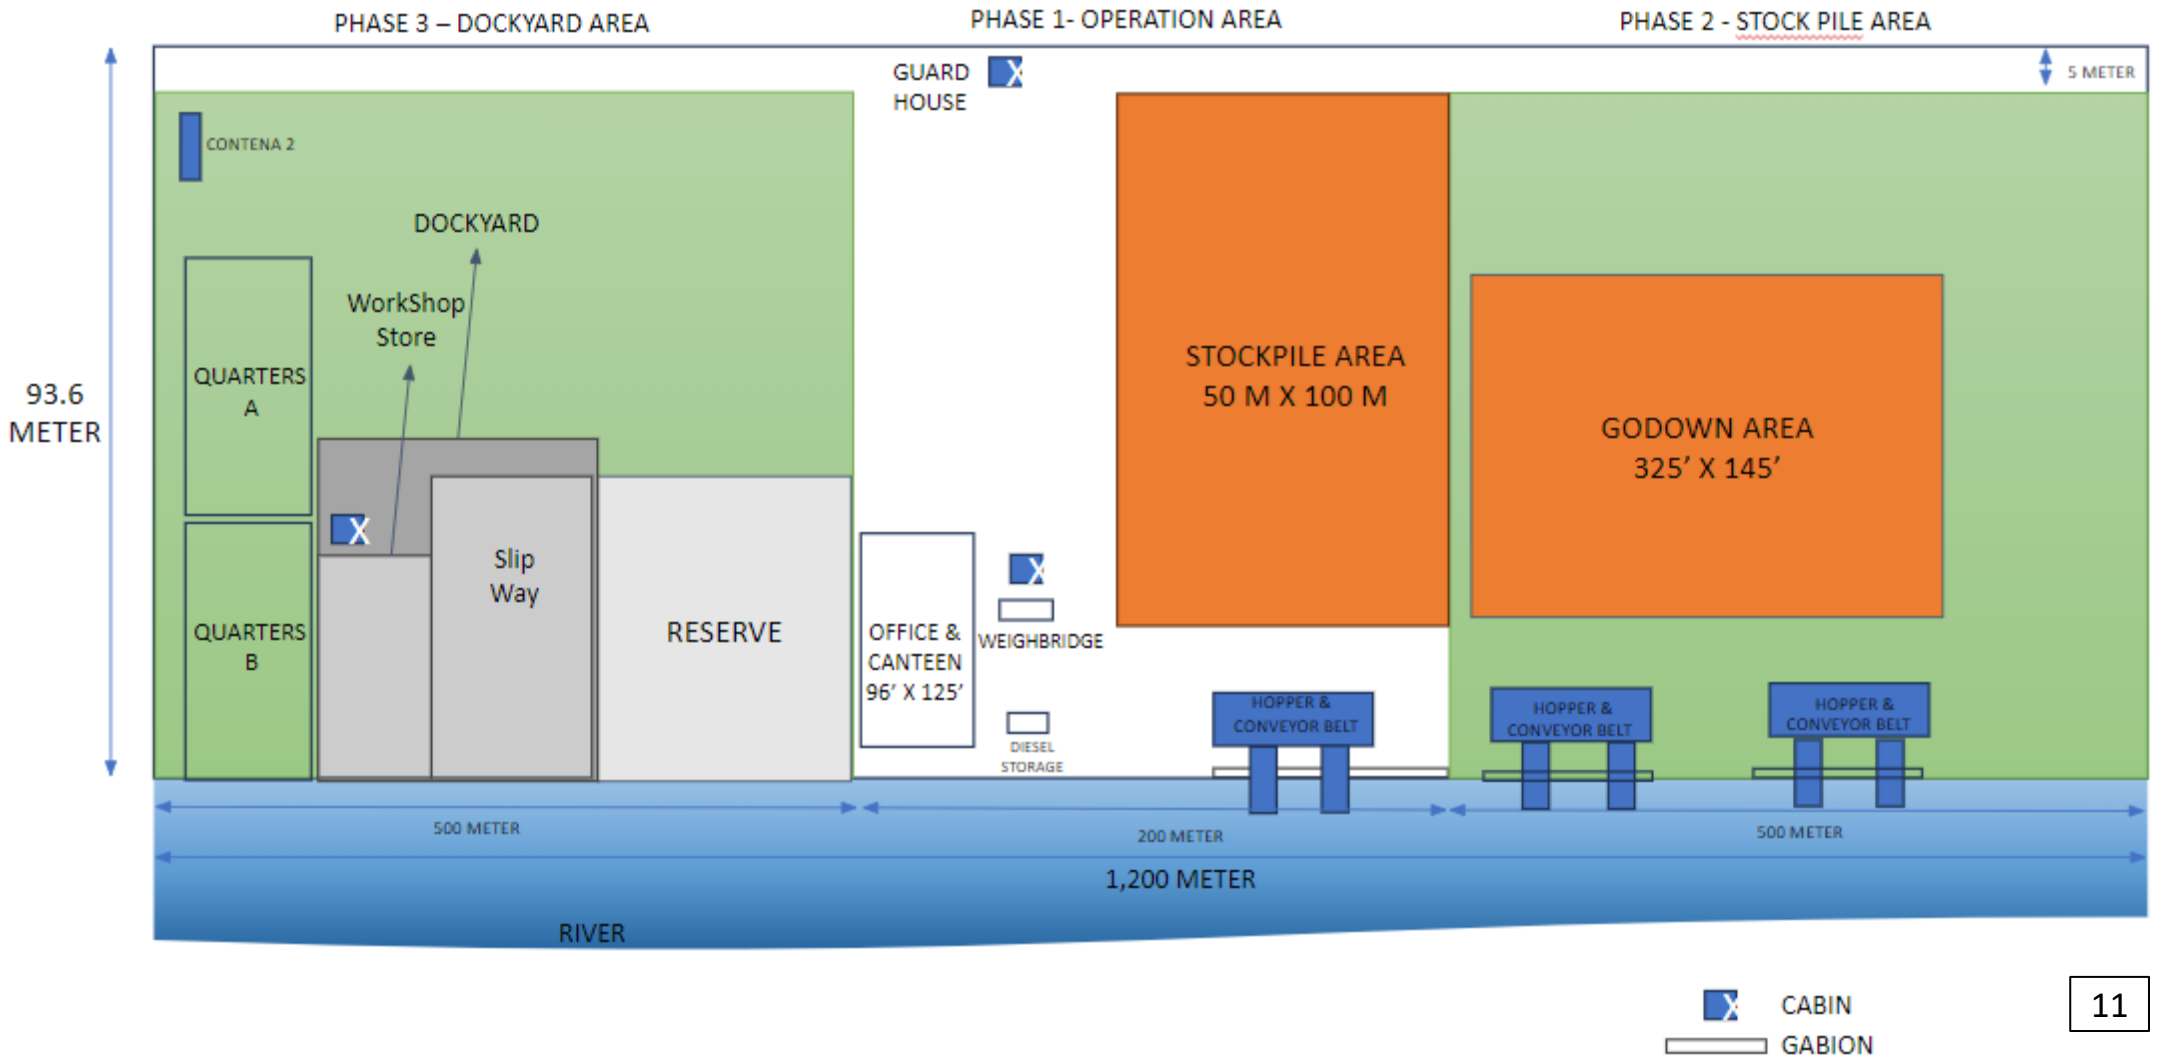 PHASE 3 – DOCKYARD AREA
PHASE 1- OPERATION AREA
PHASE 2 - STOCK PILE AREA
GUARD
HOUSE
X
5 METER
CONTENA 2
DOCKYARD
WorkShop
Store
93.6
METER
QUARTERS
A
STOCKPILE AREA
50 M X 100 M
GODOWN AREA
325’ X 145’
X
Slip
Way
X
QUARTERS
B
RESERVE
OFFICE &
CANTEEN
96’ X 125’
WEIGHBRIDGE
DIESEL
STORAGE
HOPPER &
CONVEYOR BELT
HOPPER &
CONVEYOR BELT
HOPPER &
CONVEYOR BELT
500 METER
200 METER
500 METER
1,200 METER
RIVER
X
CABIN
GABION
11